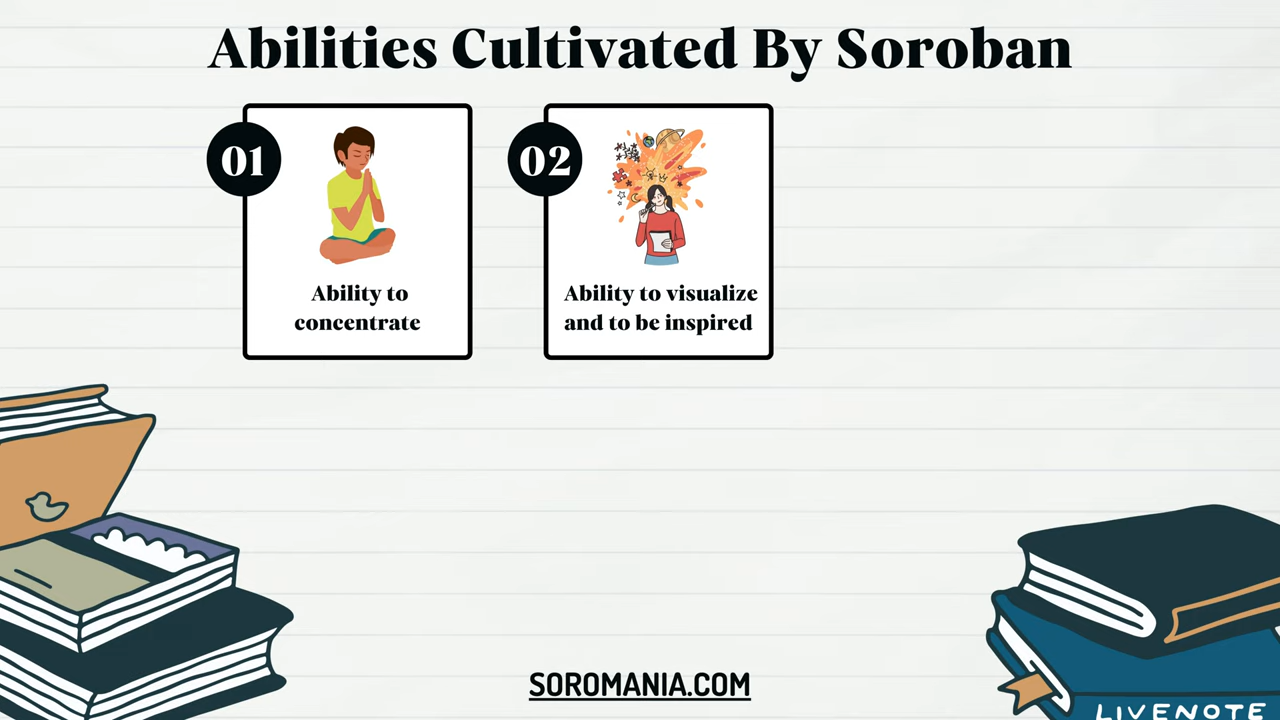 Abilities Cultivated By Soroban
01
Ability to
concentrate
02
Ability to visualize
and to be inspired
SOROMANIA.COM
LIVENOTE